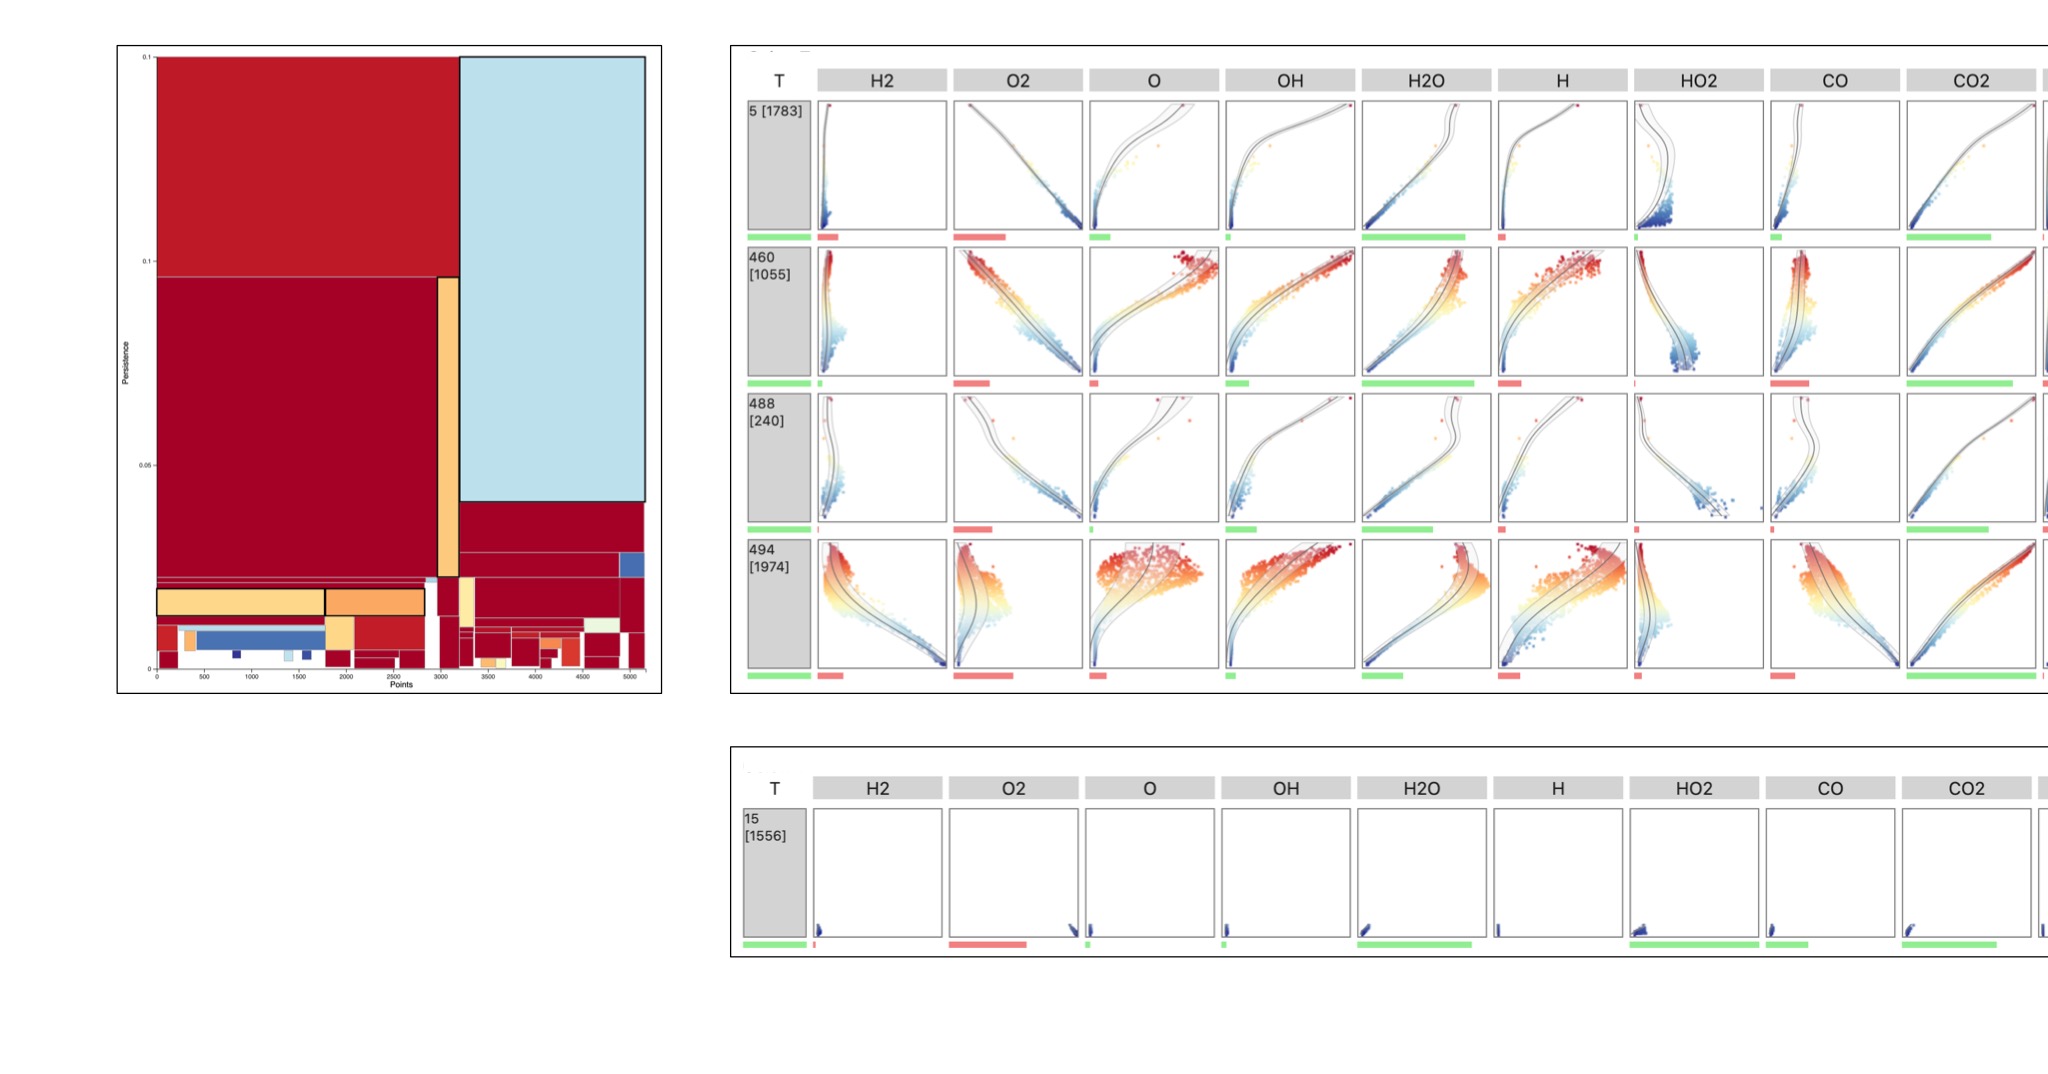 0.1
0.1
0.05
0
Persistence
0 500 1000 1500 2000 2500 3000 3500 4000 4500 5000
Points
T H2 O2 O OH H2O H HO2 CO CO2
5 [1783]
460
[1055]
488
[240]
494
[1974]
T H2 O2 O OH H2O H HO2 CO CO2
15
[1556]